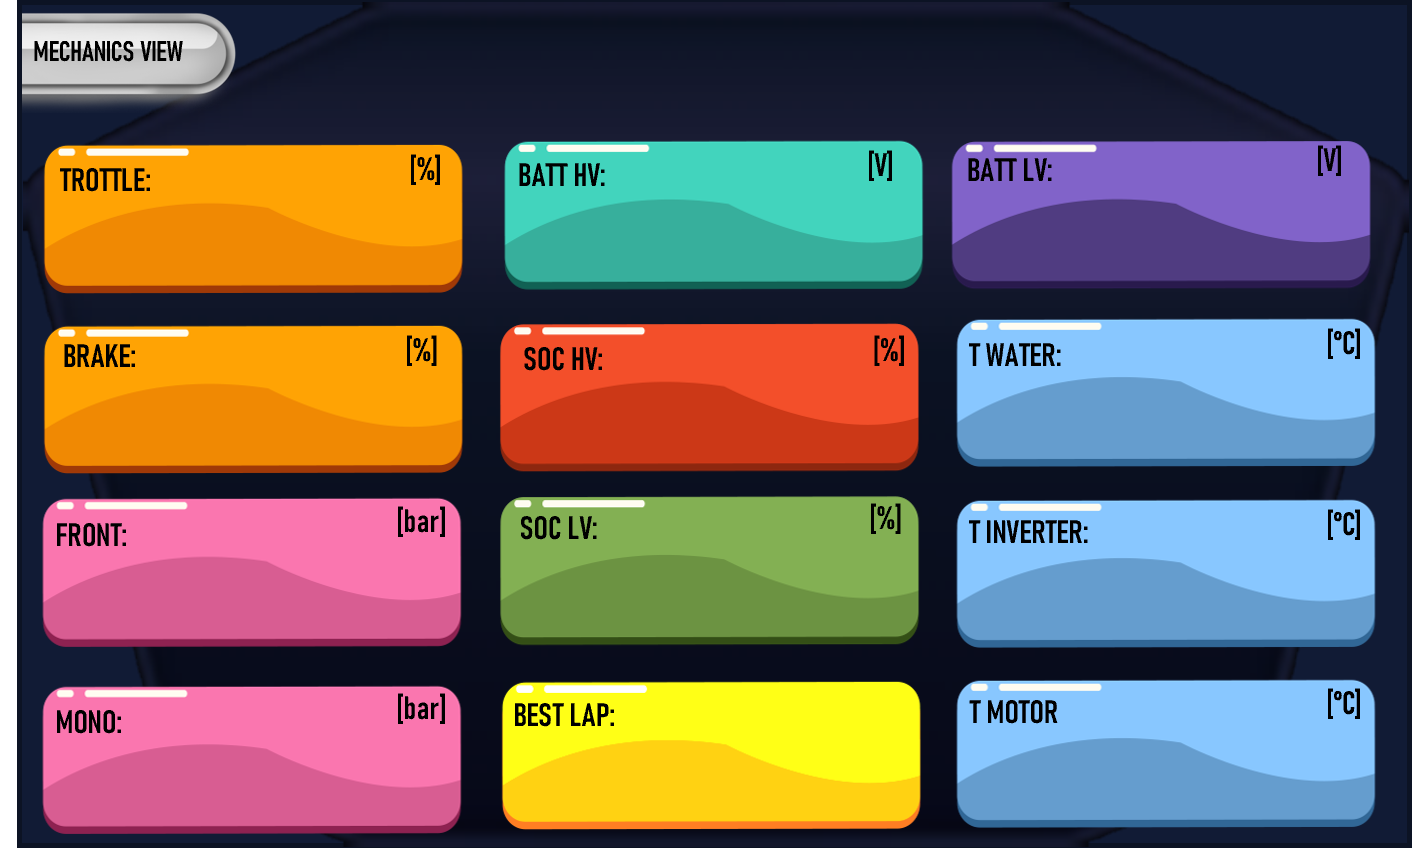 MECHANICS VIEW
TROTTLE: [%]
BATT HV: [V]
BATT LV: [V]
BRAKE: [%]
SOC HV: [%]
T WATER: [°C]
FRONT: [bar]
SOC LV: [%]
T INVERTER: [°C]
MONO: [bar]
BEST LAP:
T MOTOR [°C]